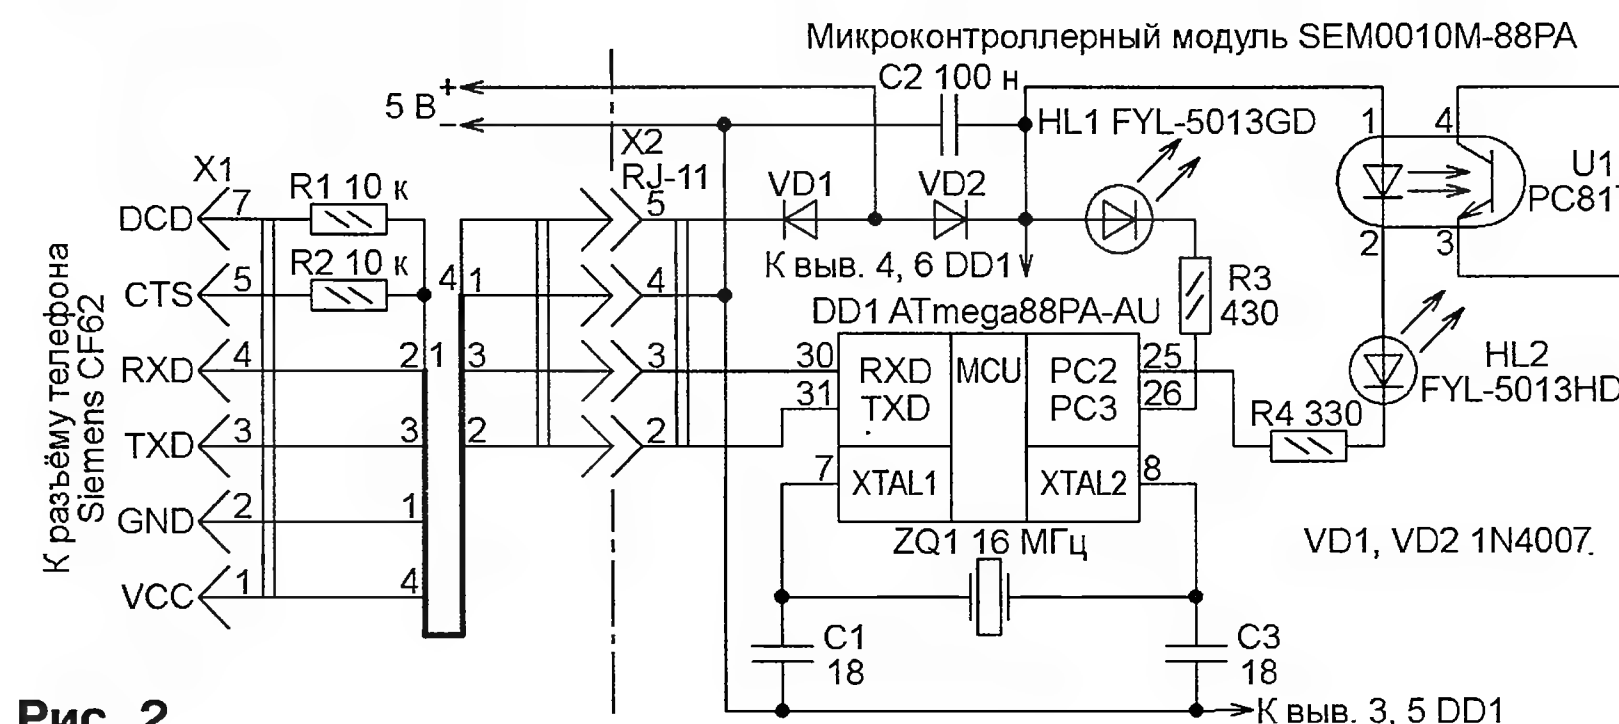 Микроконтроллерный модуль SEM0010M-88PA
C2 100 н
+
5 В
–
HL1 FYL-5013GD
1
4
X2
RJ-11
U1
X1
R1 10 к
VD1
VD2
DCD
7
5
2
3
R2 10 к
4
1
4
К выв. 4, 6 DD1
R3
430
CTS
5
DD1 ATmega88PA-AU
К разъёму телефона
Siemens CF62
RXD
4
2
1
3
3
30
RXD
MCU
PC2
25
HL2
31
TXD
PC3
26
R4 330
TXD
3
3
2
2
7
XTAL1
XTAL2
8
GND
2
1
ZQ1 16 МГц
VD1, VD2 1N4007.
VCC
1
4
C1
18
C3
18
К выв. 3, 5 DD1
Рис. 2